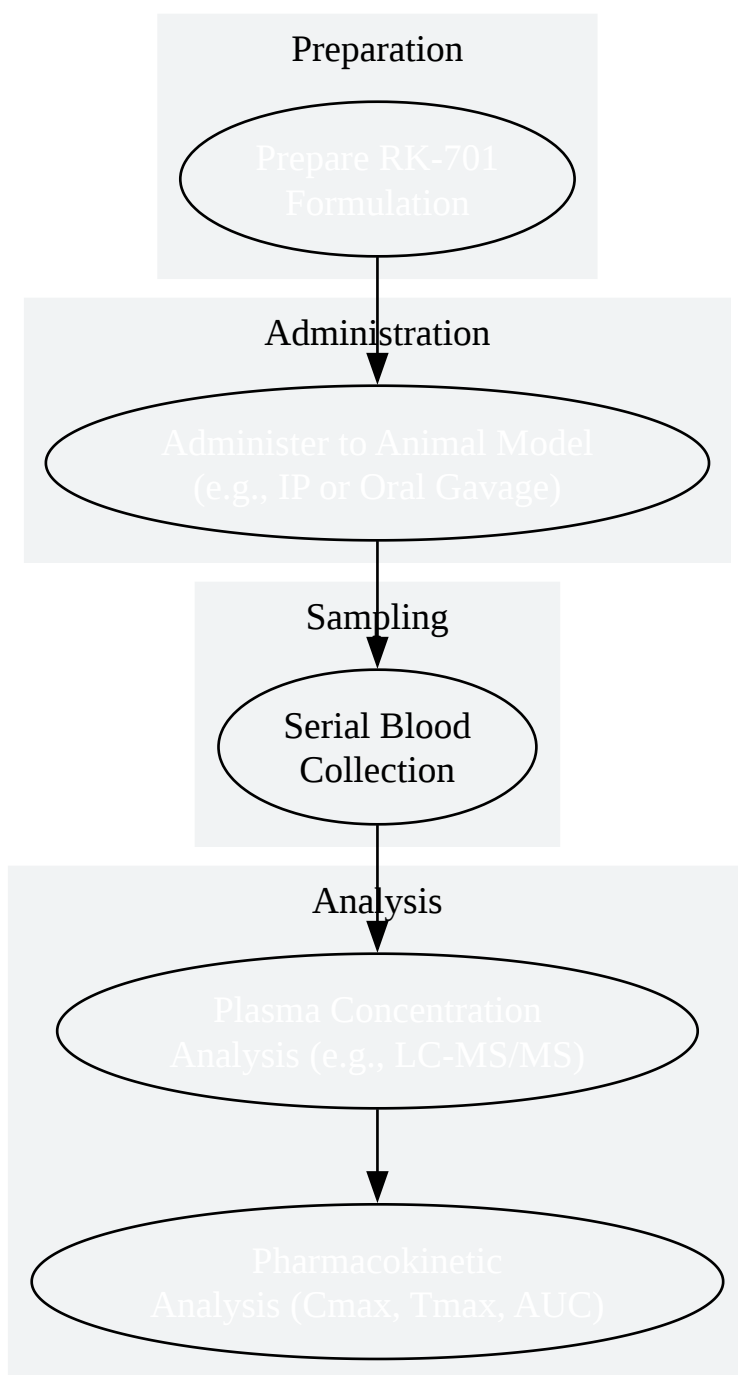 Preparation
Prepare RK-701
Formulation
Administration
Administer to Animal Model
(e.g., IP or Oral Gavage)
Sampling
Serial Blood
Collection
Analysis
Plasma Concentration
Analysis (e.g., LC-MS/MS)
Pharmacokinetic
Analysis (Cmax, Tmax, AUC)